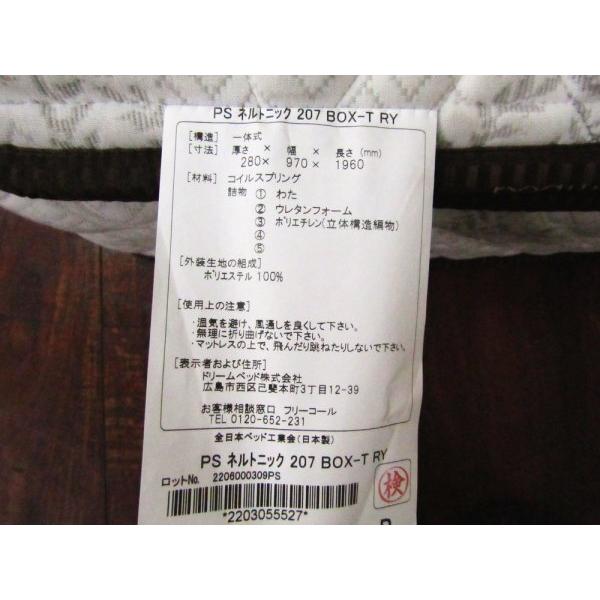 PS ネルトニック 207 BOX-T RY
[構造] 一体式
[寸法] 厚さ × 幅 × 長さ (mm)
280× 970× 1960
[材料] コイルスプリング
詰物 ① わた
② ウレタンフォーム
③ ポリエチレン(立体構造編物)
④
⑤
[外装生地の組成]
ポリエステル 100%
[使用上の注意]
・湿気を避け、風通しを良くして下さい。
・無理に折り曲げないで下さい。
・マットレスの上で、飛んだり跳ねたりしないで下さい。
[表示者および住所]
ドリームベッド株式会社
広島市西区己斐本町3丁目12-39
お客様相談窓口 フリーコール
TEL 0120-652-231
全日本ベッド工業会(日本製)
PS ネルトニック 207 BOX-T RY
ロットNo. 2206000309PS
検
*2203055527*